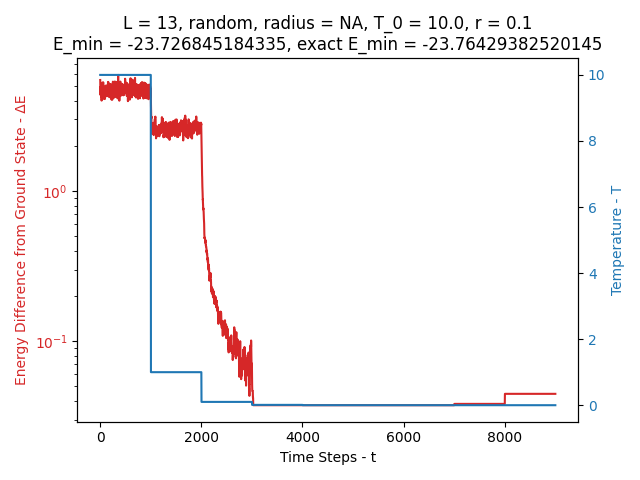 L = 13, random, radius = NA, T_0 = 10.0, r = 0.1
E_min = -23.726845184335, exact E_min = -23.76429382520145
Energy Difference from Ground State - ΔE
10⁰
10⁻¹
10
8
6
4
2
0
Temperature - T
0
2000
4000
6000
8000
Time Steps - t